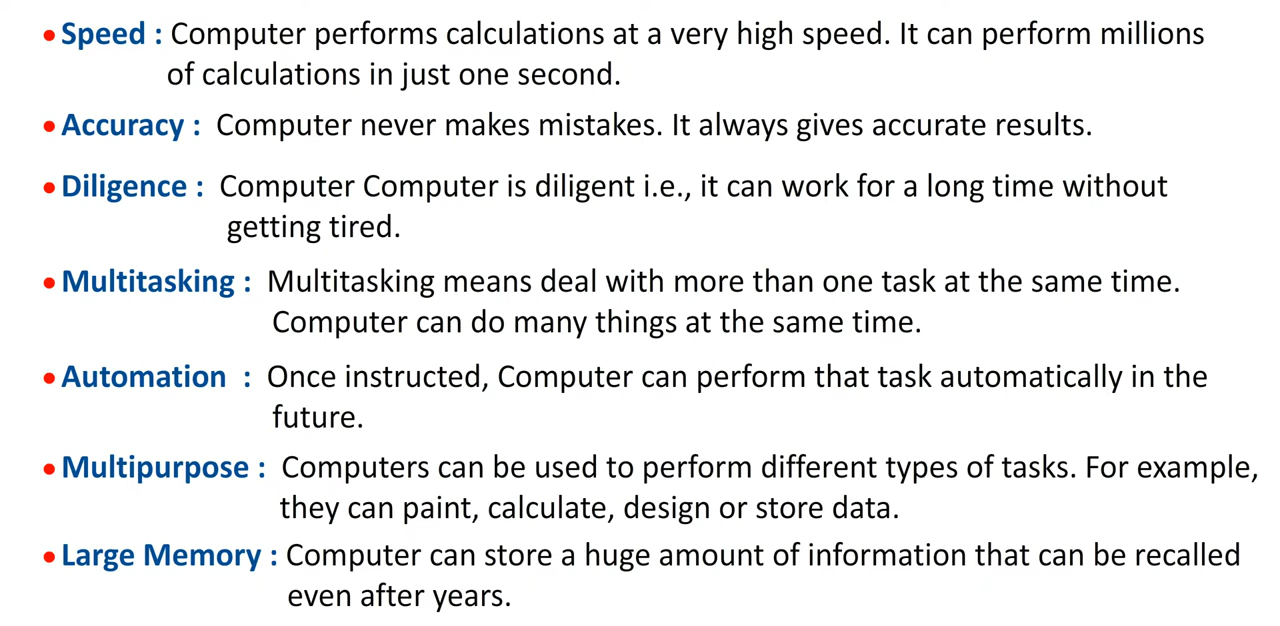 • Speed : Computer performs calculations at a very high speed. It can perform millions
of calculations in just one second.
• Accuracy : Computer never makes mistakes. It always gives accurate results.
• Diligence : Computer Computer is diligent i.e., it can work for a long time without
getting tired.
• Multitasking : Multitasking means deal with more than one task at the same time.
Computer can do many things at the same time.
• Automation : Once instructed, Computer can perform that task automatically in the
future.
• Multipurpose : Computers can be used to perform different types of tasks. For example,
they can paint, calculate, design or store data.
• Large Memory : Computer can store a huge amount of information that can be recalled
even after years.